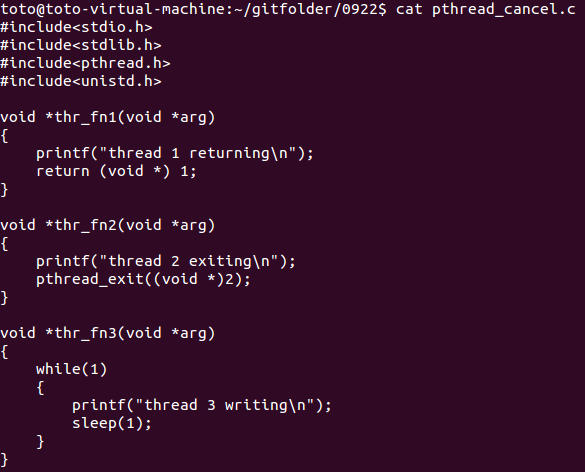 toto@toto-virtual-machine:~/gitfolder/0922$ cat pthread_cancel.c
#include<stdio.h>
#include<stdlib.h>
#include<pthread.h>
#include<unistd.h>

void *thr_fn1(void *arg)
{
    printf("thread 1 returning\n");
    return (void *) 1;
}

void *thr_fn2(void *arg)
{
    printf("thread 2 exiting\n");
    pthread_exit((void *)2);
}

void *thr_fn3(void *arg)
{
    while(1)
    {
        printf("thread 3 writing\n");
        sleep(1);
    }
}